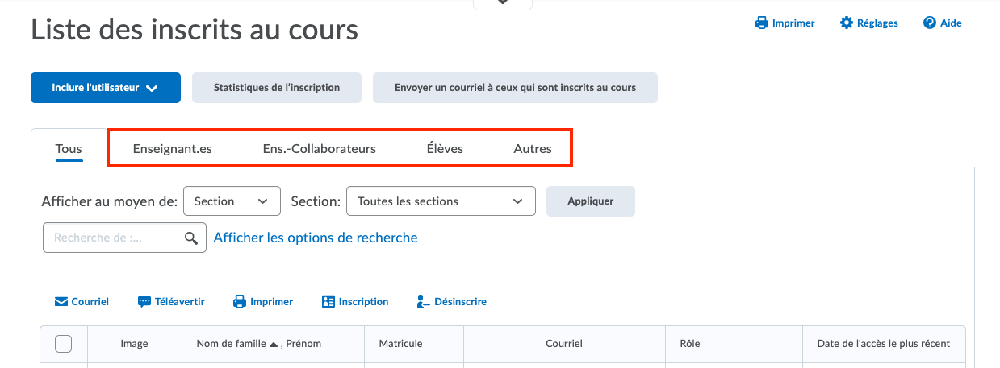 Liste des inscrits au cours
Imprimer Réglages Aide
Inclure l'utilisateur Statistiques de l'inscription Envoyer un courriel à ceux qui sont inscrits au cours
Tous Enseignant.es Ens.-Collaborateurs Élèves Autres
Afficher au moyen de: Section Section: Toutes les sections Appliquer
Recherche de :... Afficher les options de recherche
Courriel Téléavertir Imprimer Inscription Désinscrire
Image Nom de famille , Prénom Matricule Courriel Rôle Date de l'accès le plus récent